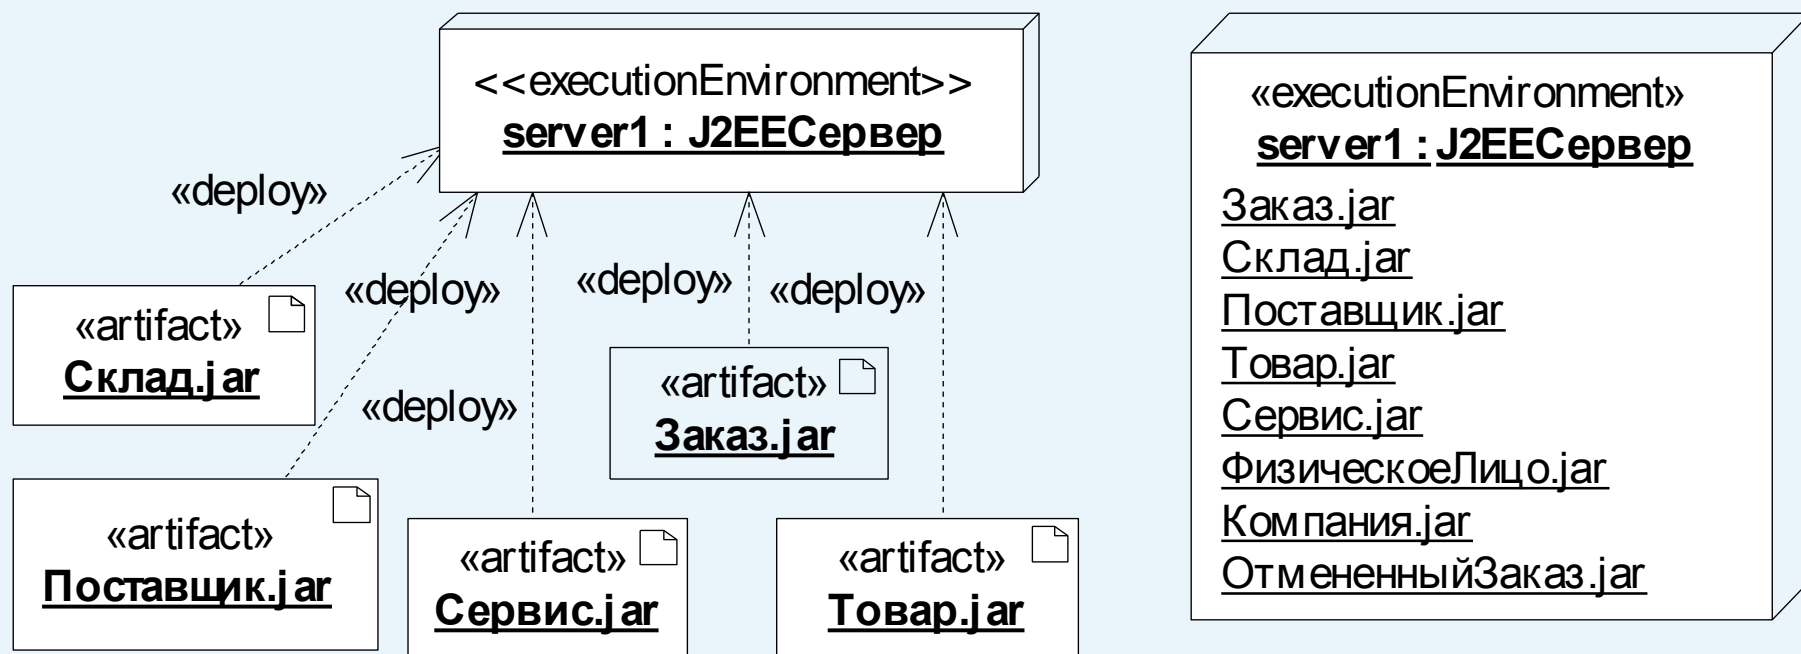 <<executionEnvironment>>
server1 : J2EEСервер
«deploy»
«deploy»
«deploy»
«deploy»
«deploy»
«artifact»
Склад.jar
«artifact»
Заказ.jar
«artifact»
Поставщик.jar
«artifact»
Сервис.jar
«artifact»
Товар.jar
«executionEnvironment»
server1 : J2EEСервер
Заказ.jar
Склад.jar
Поставщик.jar
Товар.jar
Сервис.jar
ФизическоеЛицо.jar
Компания.jar
ОтмененныйЗаказ.jar